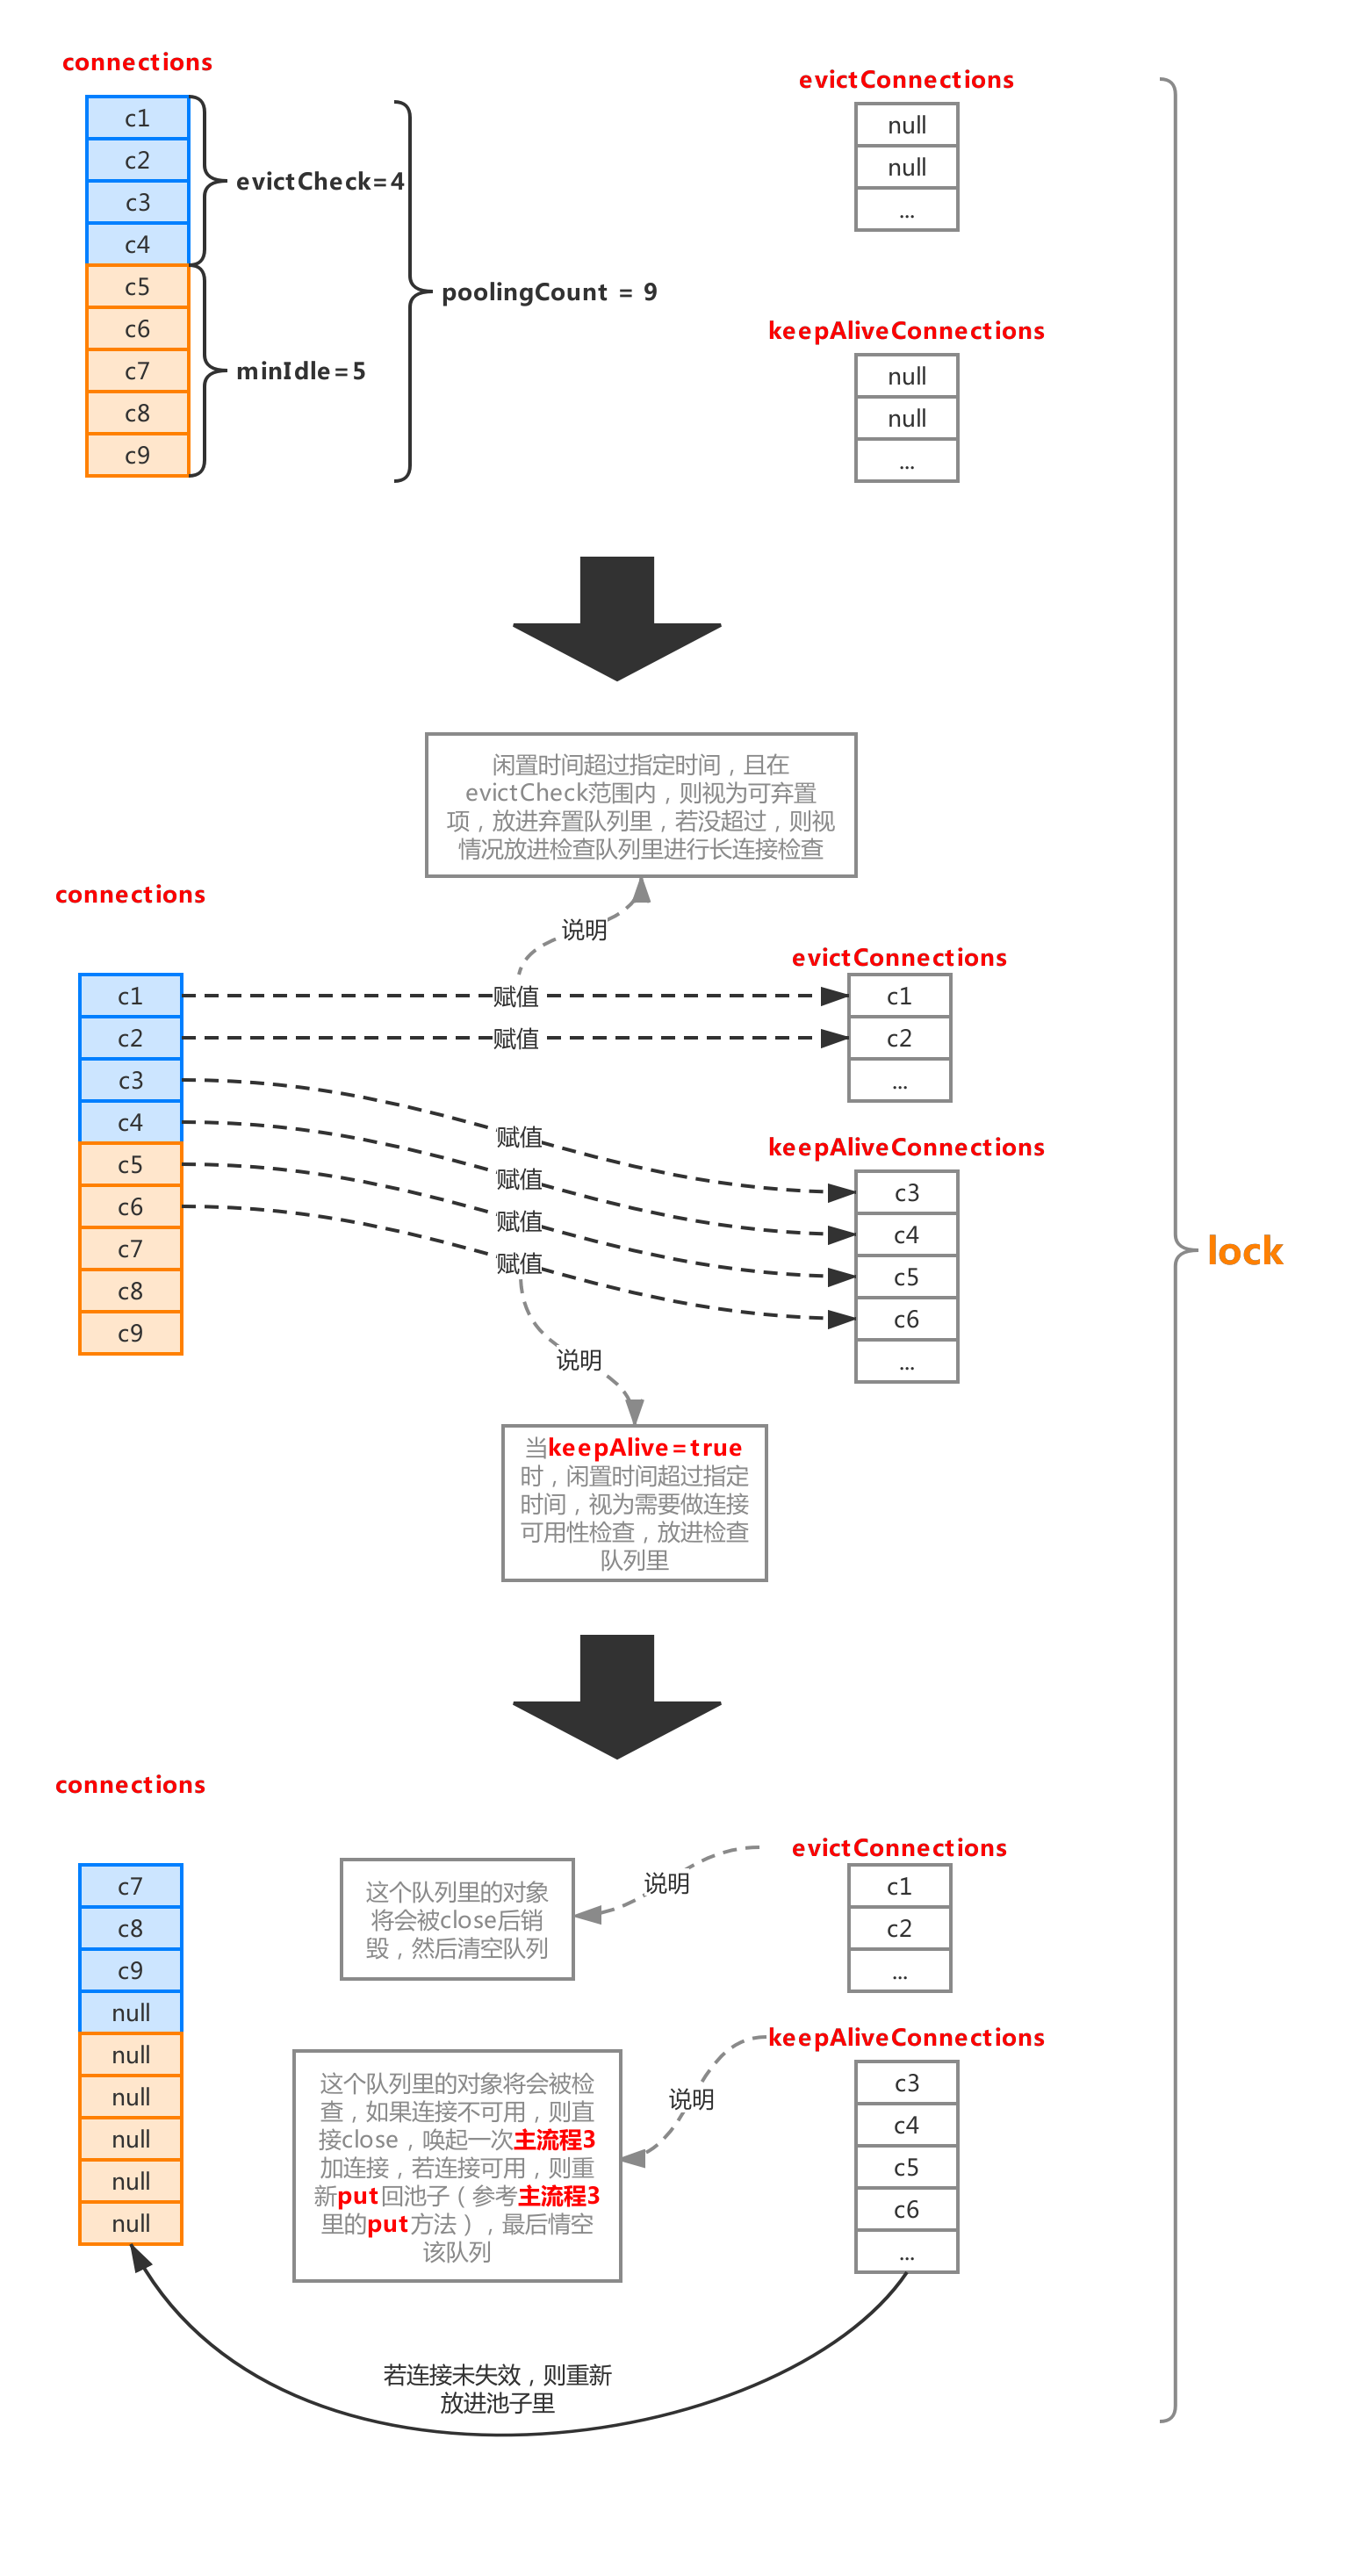 connections
c1
c2
c3
c4
c5
c6
c7
c8
c9
evictCheck=4
minIdle=5
poolingCount = 9
evictConnections
null
null
...
keepAliveConnections
null
null
...
闲置时间超过指定时间，且在
evictCheck范围内，则视为可弃置
项，放进弃置队列里，若没超过，则视
情况放进检查队列里进行长连接检查
说明
connections
c1
c2
c3
c4
c5
c6
c7
c8
c9
赋值
赋值
赋值
赋值
赋值
赋值
evictConnections
c1
c2
...
keepAliveConnections
c3
c4
c5
c6
...
lock
说明
当keepAlive=true
时，闲置时间超过指定
时间，视为需要做连接
可用性检查，放进检查
队列里
connections
c7
c8
c9
null
null
null
null
null
null
这个队列里的对象
将会被close后销
毁，然后清空队列
说明
evictConnections
c1
c2
...
这个队列里的对象将会被检
查，如果连接不可用，则直
接close，唤起一次主流程3
加连接，若连接可用，则重
新put回池子（参考主流程3
里的put方法），最后情空
该队列
说明
keepAliveConnections
c3
c4
c5
c6
...
若连接未失效，则重新
放进池子里